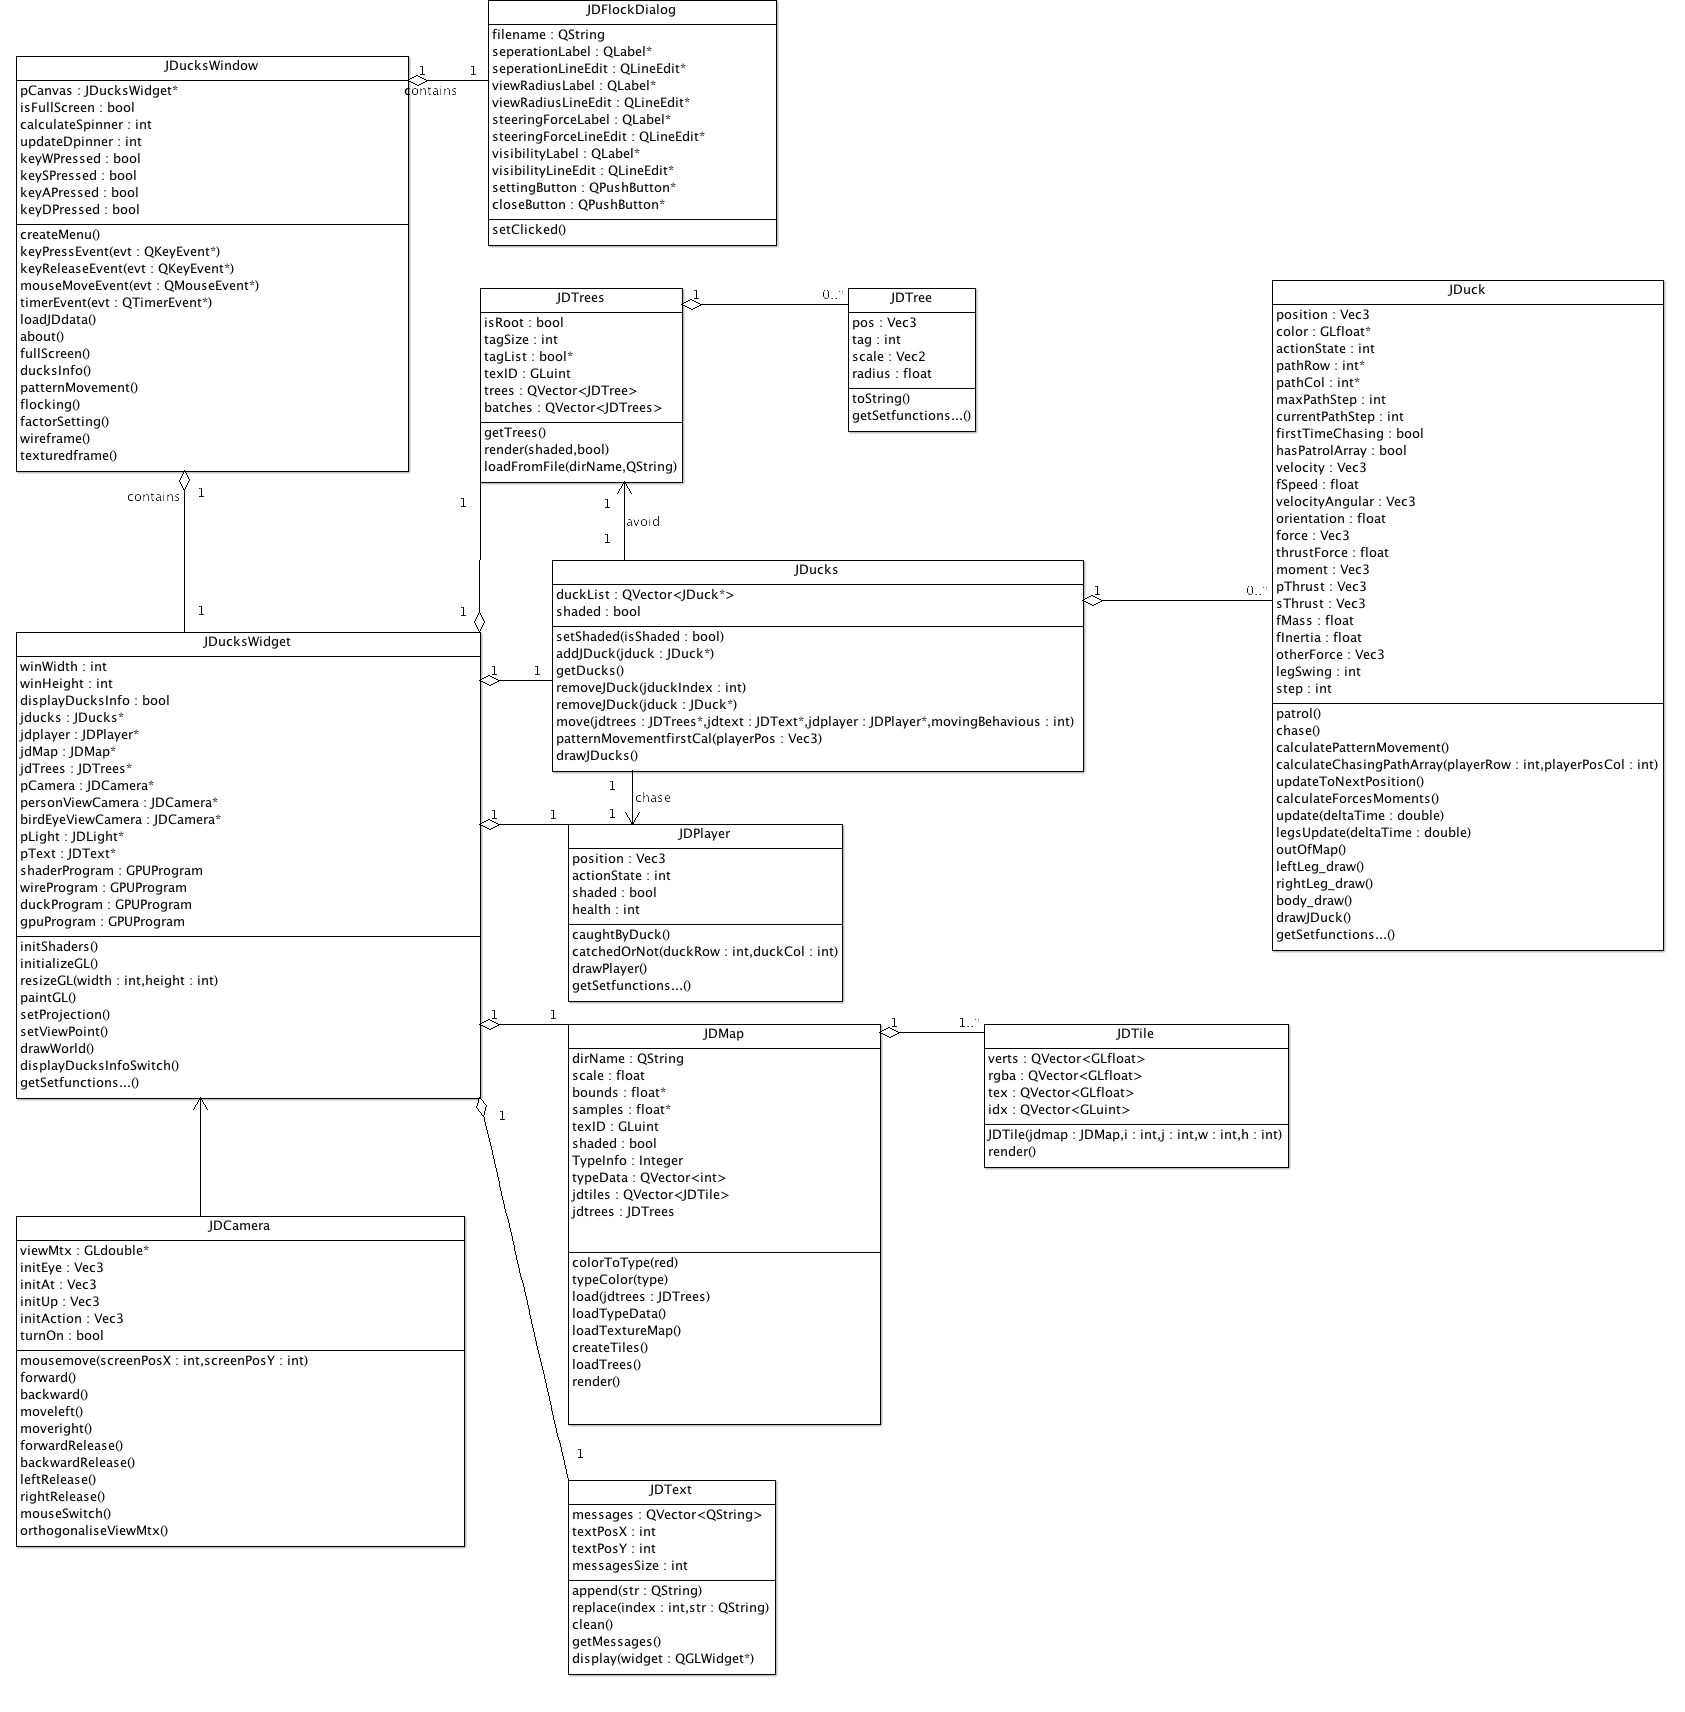 JDFlockDialog
filename : QString
seperationLabel : QLabel*
seperationLineEdit : QLineEdit*
viewRadiusLabel : QLabel*
viewRadiusLineEdit : QLineEdit*
steeringForceLabel : QLabel*
steeringForceLineEdit : QLineEdit*
visibilityLabel : QLabel*
visibilityLineEdit : QLineEdit*
settingButton : QPushButton*
closeButton : QPushButton*
setClicked()
JDucksWindow
pCanvas : JDucksWidget*
isFullScreen : bool
calculateSpinner : int
updateDpinner : int
keyWPressed : bool
keySPressed : bool
keyAPressed : bool
keyDPressed : bool
createMenu()
keyPressEvent(evt : QKeyEvent*)
keyReleaseEvent(evt : QKeyEvent*)
mouseMoveEvent(evt : QMouseEvent*)
timerEvent(evt : QTimerEvent*)
loadJDdata()
about()
fullScreen()
ducksInfo()
patternMovement()
flocking()
factorSetting()
wireframe()
texturedframe()
1
1
contains
JDTrees
isRoot : bool
tagSize : int
tagList : bool*
texID : GLuint
trees : QVector<JDTree>
batches : QVector<JDTrees>
getTrees()
render(shaded,bool)
loadFromFile(dirName,QString)
1
0..*
JDTree
pos : Vec3
tag : int
scale : Vec2
radius : float
toString()
getSetfunctions...()
JDuck
position : Vec3
color : GLfloat*
actionState : int
pathRow : int*
pathCol : int*
maxPathStep : int
currentPathStep : int
firstTimeChasing : bool
hasPatrolArray : bool
velocity : Vec3
fSpeed : float
velocityAngular : Vec3
orientation : float
force : Vec3
thrustForce : float
moment : Vec3
pThrust : Vec3
sThrust : Vec3
fMass : float
fInertia : float
otherForce : Vec3
legSwing : int
step : int
patrol()
chase()
calculatePatternMovement()
calculateChasingPathArray(playerRow : int,playerPosCol : int)
updateToNextPosition()
calculateForcesMoments()
update(deltaTime : double)
legsUpdate(deltaTime : double)
outOfMap()
leftLeg_draw()
rightLeg_draw()
body_draw()
drawJDuck()
getSetfunctions...()
contains
1
1
1
1
1
avoid
1
JDucks
duckList : QVector<JDuck*>
shaded : bool
setShaded(isShaded : bool)
addJDuck(jduck : JDuck*)
getDucks()
removeJDuck(jduckIndex : int)
removeJDuck(jduck : JDuck*)
move(jdtrees : JDTrees*,jdtext : JDText*,jdplayer : JDPlayer*,movingBehavious : int)
patternMovementfirstCal(playerPos : Vec3)
drawJDucks()
1
0..*
JDucksWidget
winWidth : int
winHeight : int
displayDucksInfo : bool
jducks : JDucks*
jdplayer : JDPlayer*
jdMap : JDMap*
jdTrees : JDTrees*
pCamera : JDCamera*
personViewCamera : JDCamera*
birdEyeViewCamera : JDCamera*
pLight : JDLight*
pText : JDText*
shaderProgram : GPUProgram
wireProgram : GPUProgram
duckProgram : GPUProgram
gpuProgram : GPUProgram
initShaders()
initializeGL()
resizeGL(width : int,height : int)
paintGL()
setProjection()
setViewPoint()
drawWorld()
displayDucksInfoSwitch()
getSetfunctions...()
1
1
1
chase
1
1
1
JDPlayer
position : Vec3
actionState : int
shaded : bool
health : int
caughtByDuck()
catchedOrNot(duckRow : int,duckCol : int)
drawPlayer()
getSetfunctions...()
1
1
JDMap
dirName : QString
scale : float
bounds : float*
samples : float*
texID : GLuint
shaded : bool
TypeInfo : Integer
typeData : QVector<int>
jdtiles : QVector<JDTile>
jdtrees : JDTrees
colorToType(red)
typeColor(type)
load(jdtrees : JDTrees)
loadTypeData()
loadTextureMap()
createTiles()
loadTrees()
render()
1
1..*
JDTile
verts : QVector<GLfloat>
rgba : QVector<GLfloat>
tex : QVector<GLfloat>
idx : QVector<GLuint>
JDTile(jdmap : JDMap,i : int,j : int,w : int,h : int)
render()
1
JDCamera
viewMtx : GLdouble*
initEye : Vec3
initAt : Vec3
initUp : Vec3
initAction : Vec3
turnOn : bool
mousemove(screenPosX : int,screenPosY : int)
forward()
backward()
moveleft()
moveright()
forwardRelease()
backwardRelease()
leftRelease()
rightRelease()
mouseSwitch()
orthogonaliseViewMtx()
1
JDText
messages : QVector<QString>
textPosX : int
textPosY : int
messagesSize : int
append(str : QString)
replace(index : int,str : QString)
clean()
getMessages()
display(widget : QGLWidget*)